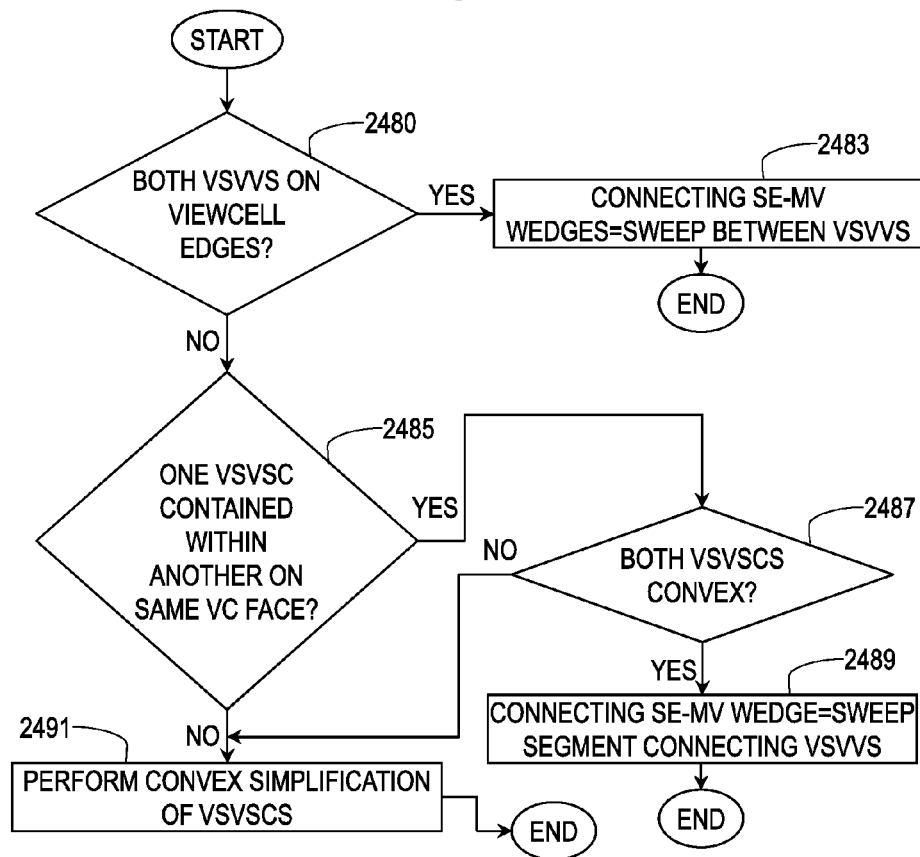 START
2480
BOTH VSVVS ON
VIEWCELL
EDGES?
YES
2483
CONNECTING SE-MV
WEDGES=SWEEP BETWEEN VSVVS
END
NO
2485
ONE VSVSC
CONTAINED
WITHIN
ANOTHER ON
SAME VC FACE?
YES
2487
NO
BOTH VSVSCS
CONVEX?
YES
2489
CONNECTING SE-MV WEDGE=SWEEP
SEGMENT CONNECTING VSVVS
END
NO
2491
PERFORM CONVEX SIMPLIFICATION
OF VSVSCS
END